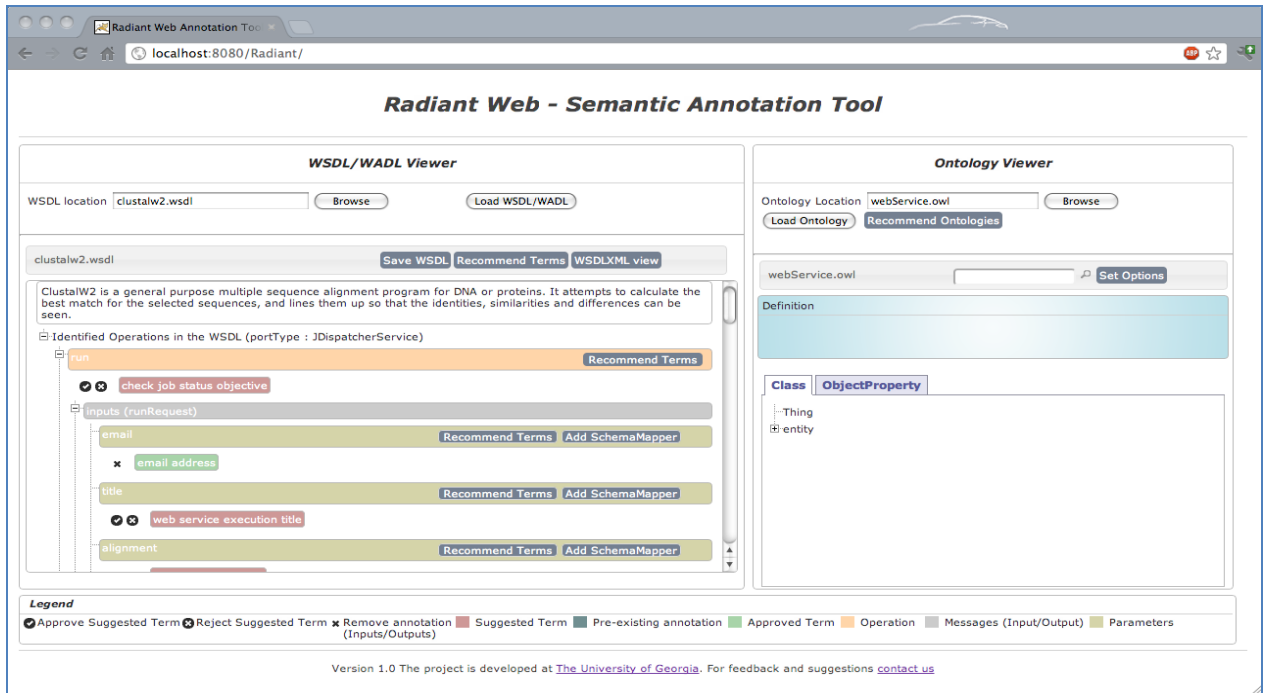 Radiant Web Annotation Too
localhost:8080/Radiant/
ABP
Radiant Web - Semantic Annotation Tool
WSDL/WADL Viewer
WSDL location clustalw2.wsdl Browse Load WSDL/WADL
clustalw2.wsdl Save WSDL Recommend Terms WSDLXML view
ClustalW2 is a general purpose multiple sequence alignment program for DNA or proteins. It attempts to calculate the
best match for the selected sequences, and lines them up so that the identities, similarities and differences can be
seen.
Identified Operations in the WSDL (portType : JDispatcherService)
run Recommend Terms
check job status objective
inputs (runRequest)
email Recommend Terms Add SchemaMapper
email address
title Recommend Terms Add SchemaMapper
web service execution title
alignment Recommend Terms Add SchemaMapper
Ontology Viewer
Ontology Location webService.owl Browse
Load Ontology Recommend Ontologies
webService.owl Set Options
Definition
Class ObjectProperty
Thing
entity
Legend
Approve Suggested Term Reject Suggested Term Remove annotation Suggested Term Pre-existing annotation Approved Term Operation Messages (Input/Output) Parameters
(Inputs/Outputs)
Version 1.0 The project is developed at The University of Georgia. For feedback and suggestions contact us